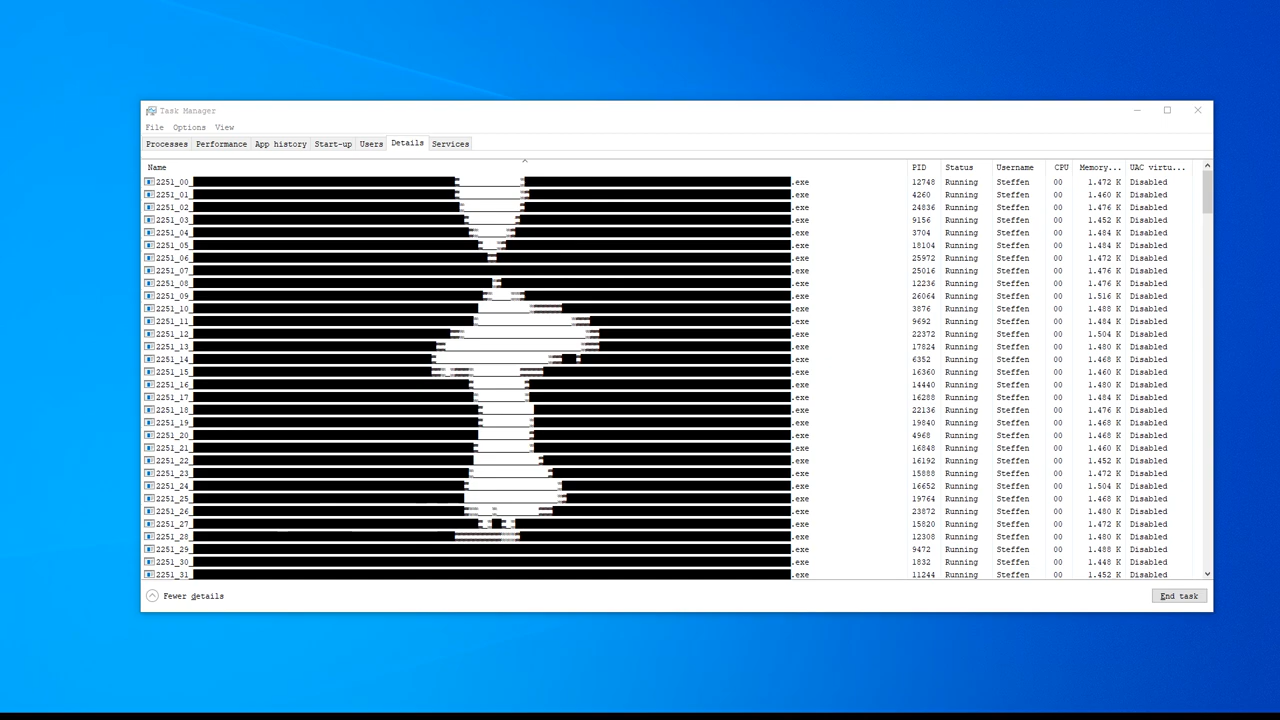 Task Manager
File Options View
Processes Performance App history Start-up Users Details Services
Name PID Status Username CPU Memory... UAC virtu...
2251_00_ .exe 12748 Running Steffen 00 1.472 K Disabled
2251_01_ .exe 4260 Running Steffen 00 1.460 K Disabled
2251_02_ .exe 24836 Running Steffen 00 1.476 K Disabled
2251_03_ .exe 9156 Running Steffen 00 1.452 K Disabled
2251_04_ .exe 3704 Running Steffen 00 1.484 K Disabled
2251_05_ .exe 18104 Running Steffen 00 1.484 K Disabled
2251_06_ .exe 25972 Running Steffen 00 1.472 K Disabled
2251_07_ .exe 25016 Running Steffen 00 1.476 K Disabled
2251_08_ .exe 12236 Running Steffen 00 1.476 K Disabled
2251_09_ .exe 26064 Running Steffen 00 1.516 K Disabled
2251_10_ .exe 3876 Running Steffen 00 1.488 K Disabled
2251_11_ .exe 9692 Running Steffen 00 1.484 K Disabled
2251_12_ .exe 22372 Running Steffen 00 1.504 K Disabled
2251_13_ .exe 17824 Running Steffen 00 1.480 K Disabled
2251_14_ .exe 6352 Running Steffen 00 1.468 K Disabled
2251_15_ .exe 16360 Running Steffen 00 1.460 K Disabled
2251_16_ .exe 14440 Running Steffen 00 1.480 K Disabled
2251_17_ .exe 16288 Running Steffen 00 1.484 K Disabled
2251_18_ .exe 22136 Running Steffen 00 1.476 K Disabled
2251_19_ .exe 19840 Running Steffen 00 1.468 K Disabled
2251_20_ .exe 4968 Running Steffen 00 1.468 K Disabled
2251_21_ .exe 16848 Running Steffen 00 1.460 K Disabled
2251_22_ .exe 16192 Running Steffen 00 1.452 K Disabled
2251_23_ .exe 15888 Running Steffen 00 1.472 K Disabled
2251_24_ .exe 16652 Running Steffen 00 1.504 K Disabled
2251_25_ .exe 19764 Running Steffen 00 1.468 K Disabled
2251_26_ .exe 23872 Running Steffen 00 1.480 K Disabled
2251_27_ .exe 15820 Running Steffen 00 1.472 K Disabled
2251_28_ .exe 12308 Running Steffen 00 1.480 K Disabled
2251_29_ .exe 9472 Running Steffen 00 1.488 K Disabled
2251_30_ .exe 1832 Running Steffen 00 1.448 K Disabled
2251_31_ .exe 11244 Running Steffen 00 1.452 K Disabled
Fewer details End task